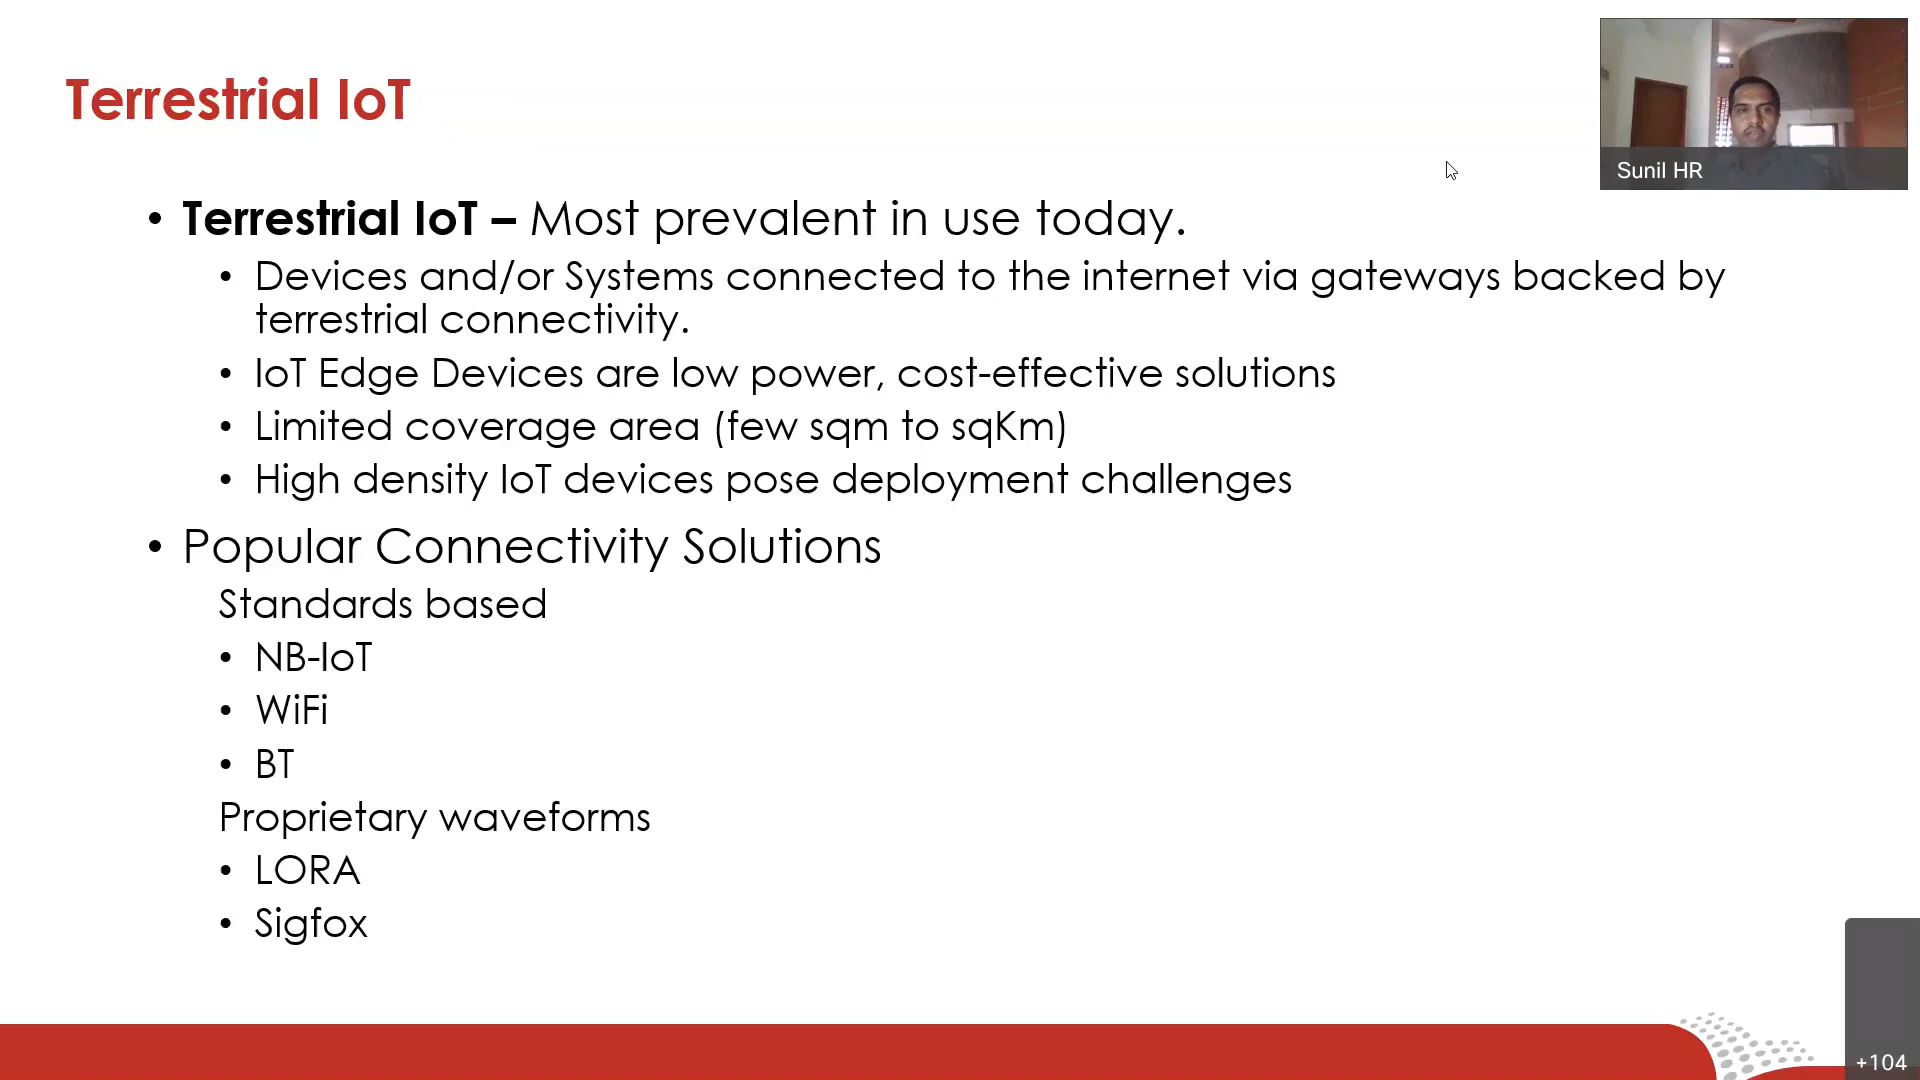 Terrestrial IoT
Sunil HR
• Terrestrial IoT – Most prevalent in use today.
• Devices and/or Systems connected to the internet via gateways backed by
terrestrial connectivity.
• IoT Edge Devices are low power, cost-effective solutions
• Limited coverage area (few sqm to sqKm)
• High density IoT devices pose deployment challenges
• Popular Connectivity Solutions
Standards based
• NB-IoT
• WiFi
• BT
Proprietary waveforms
• LORA
• Sigfox
+104